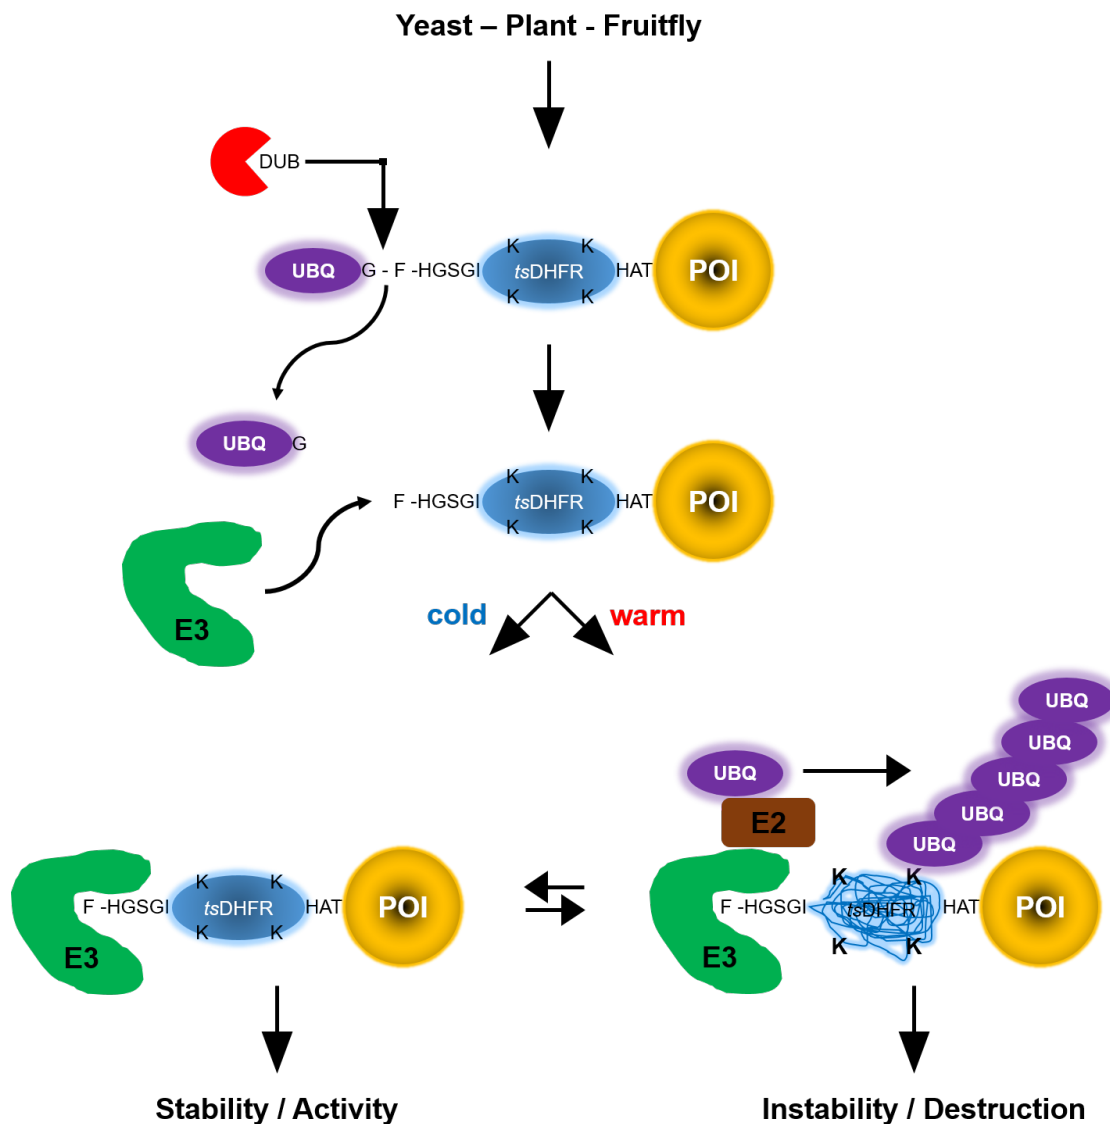 Yeast – Plant - Fruitfly
DUB
K K
UBQ G - F -HGSGI tsDHFR HAT POI
K K
UBQ G
K K
F -HGSGI tsDHFR HAT POI
K K
E3
cold warm
UBQ
UBQ
UBQ
UBQ
UBQ
E2
UBQ
K K
F -HGSGI tsDHFR HAT POI
K K
E3
K K
F -HGSGI tsDHFR HAT POI
K K
E3
Stability / Activity
Instability / Destruction